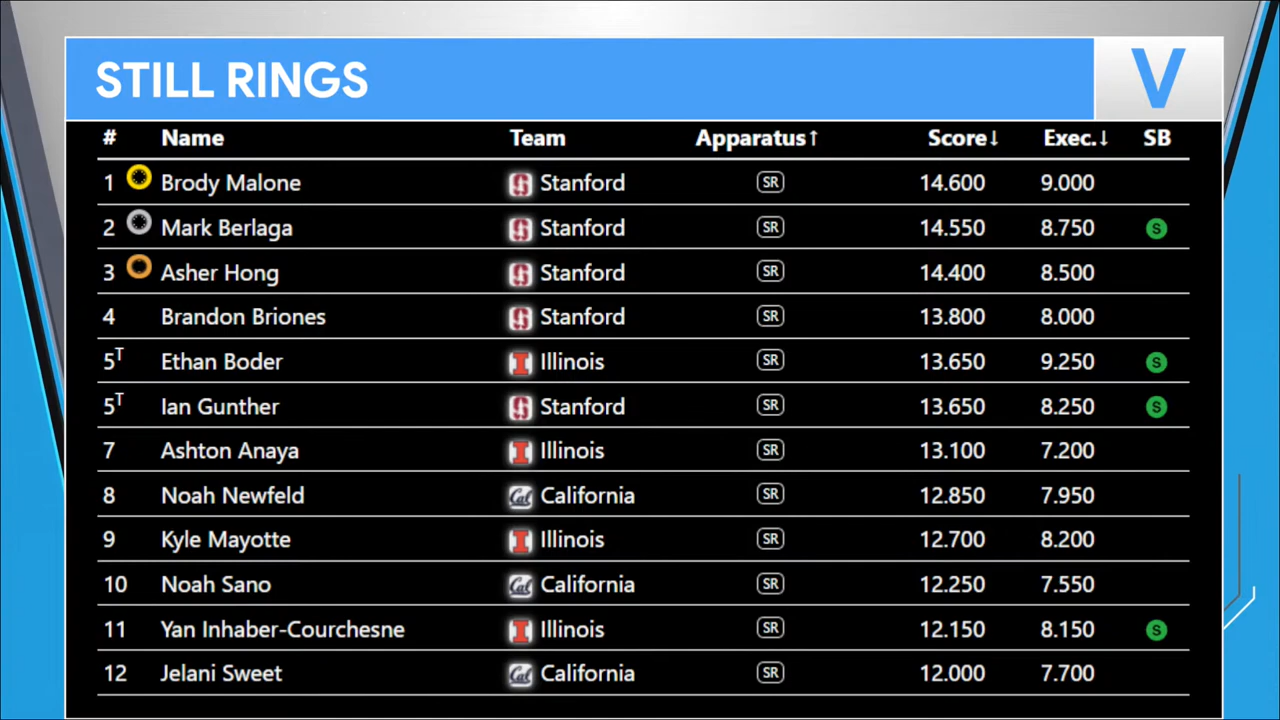 STILL RINGS V
# Name Team Apparatus↑ Score↓ Exec.↓ SB
1 Brody Malone S Stanford SR 14.600 9.000
2 Mark Berlaga S Stanford SR 14.550 8.750 S
3 Asher Hong S Stanford SR 14.400 8.500
4 Brandon Briones S Stanford SR 13.800 8.000
5T Ethan Boder I Illinois SR 13.650 9.250 S
5T Ian Gunther S Stanford SR 13.650 8.250 S
7 Ashton Anaya I Illinois SR 13.100 7.200
8 Noah Newfeld Cal California SR 12.850 7.950
9 Kyle Mayotte I Illinois SR 12.700 8.200
10 Noah Sano Cal California SR 12.250 7.550
11 Yan Inhaber-Courchesne I Illinois SR 12.150 8.150 S
12 Jelani Sweet Cal California SR 12.000 7.700